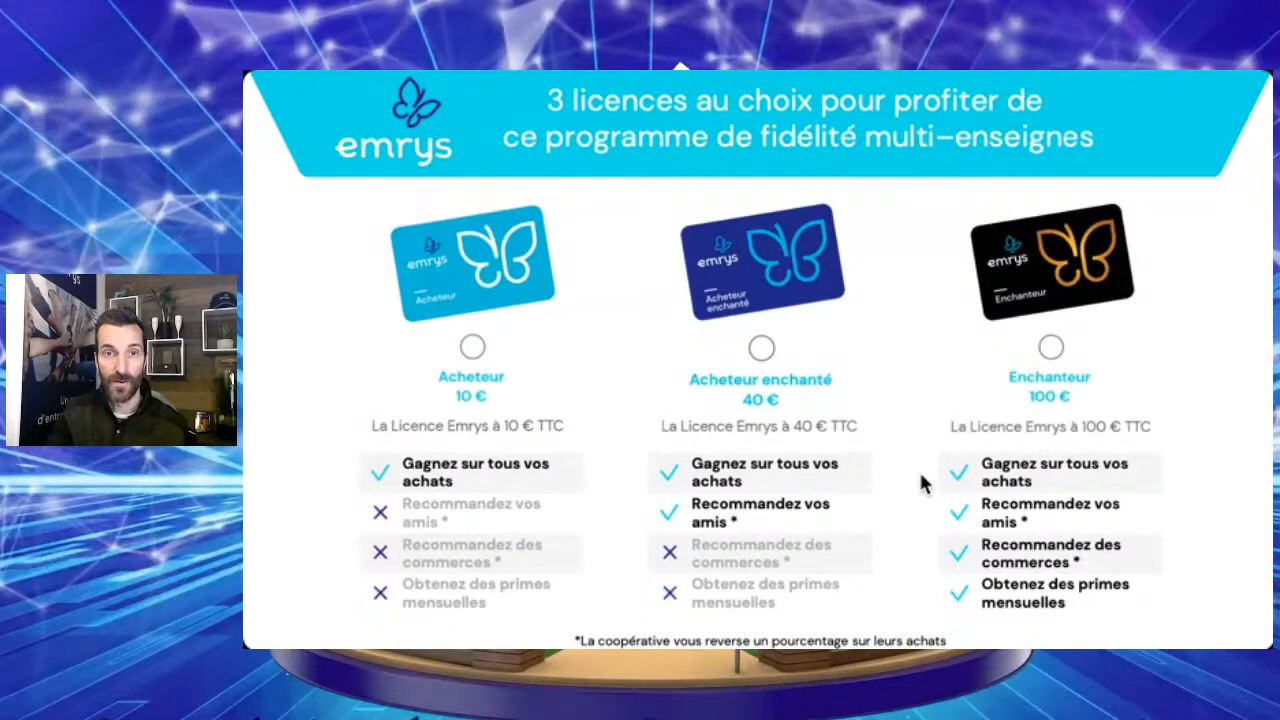 emrys
3 licences au choix pour profiter de
ce programme de fidélité multi-enseignes
emrys
Acheteur
emrys
Acheteur
enchanté
emrys
Enchanteur
Acheteur
10 €
La Licence Emrys à 10 € TTC
Gagnez sur tous vos
achats
Recommandez vos
amis *
Recommandez des
commerces *
Obtenez des primes
mensuelles
Acheteur enchanté
40 €
La Licence Emrys à 40 € TTC
Gagnez sur tous vos
achats
Recommandez vos
amis *
Recommandez des
commerces *
Obtenez des primes
mensuelles
Enchanteur
100 €
La Licence Emrys à 100 € TTC
Gagnez sur tous vos
achats
Recommandez vos
amis *
Recommandez des
commerces *
Obtenez des primes
mensuelles
*La coopérative vous reverse un pourcentage sur leurs achats